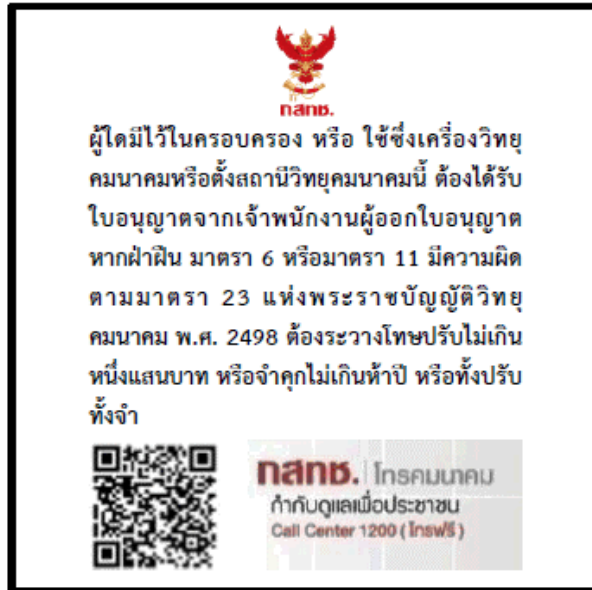 กสทช.
ผู้ใดมีไว้ในครอบครอง หรือ ใช้ซึ่งเครื่องวิทยุ
คมนาคมหรือตั้งสถานีวิทยุคมนาคมนี้ ต้องได้รับ
ใบอนุญาตจากเจ้าพนักงานผู้ออกใบอนุญาต
หากฝ่าฝืน มาตรา 6 หรือมาตรา 11 มีความผิด
ตามมาตรา 23 แห่งพระราชบัญญัติวิทยุ
คมนาคม พ.ศ. 2498 ต้องระวางโทษปรับไม่เกิน
หนึ่งแสนบาท หรือจำคุกไม่เกินห้าปี หรือทั้งปรับ
ทั้งจำ
กสทช. | โทรคมนาคม
กำกับดูแลเพื่อประชาชน
Call Center 1200 ( โทรฟรี )